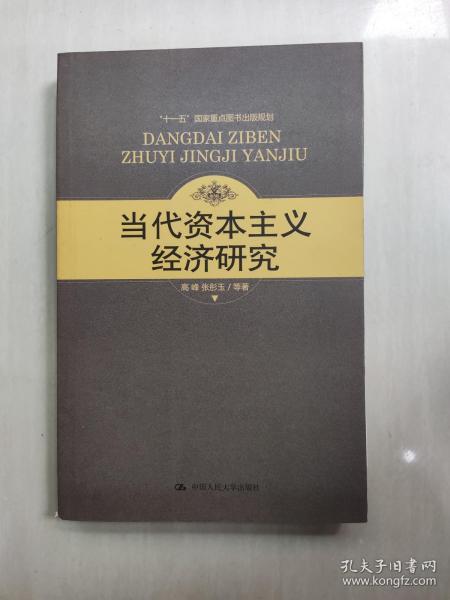 “十一五”国家重点图书出版规划
DANGDAI ZIBEN
ZHUYI JINGJI YANJIU
当代资本主义
经济研究
高峰 张彤玉/等著
中国人民大学出版社
孔夫子旧书网
www.kongfz.com